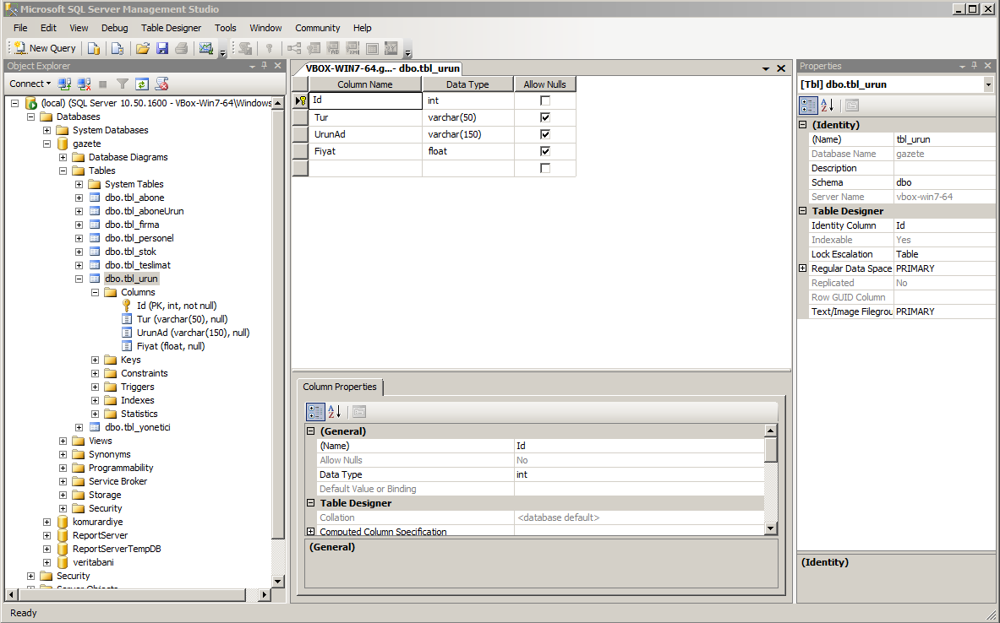 Microsoft SQL Server Management Studio
File Edit View Debug Table Designer Tools Window Community Help
New Query
Object Explorer
Connect
(local) (SQL Server 10.50.1600 - VBox-Win7-64\Windows
Databases
System Databases
gazete
Database Diagrams
Tables
System Tables
dbo.tbl_abone
dbo.tbl_aboneUrun
dbo.tbl_firma
dbo.tbl_personel
dbo.tbl_stok
dbo.tbl_teslimat
dbo.tbl_urun
Columns
Id (PK, int, not null)
Tur (varchar(50), null)
UrunAd (varchar(150), null)
Fiyat (float, null)
Keys
Constraints
Triggers
Indexes
Statistics
dbo.tbl_yonetici
Views
Synonyms
Programmability
Service Broker
Storage
Security
komurardiye
ReportServer
ReportServerTempDB
veritabani
Security
Server Objects
VBOX-WIN7-64.g...- dbo.tbl_urun
Column Name Data Type Allow Nulls
Id int
Tur varchar(50)
UrunAd varchar(150)
Fiyat float
Column Properties
(General)
(Name) Id
Allow Nulls No
Data Type int
Default Value or Binding
Table Designer
Collation <database default>
Computed Column Specification
(General)
Properties
[Tbl] dbo.tbl_urun
(Identity)
(Name) tbl_urun
Database Name gazete
Description
Schema dbo
Server Name vbox-win7-64
Table Designer
Identity Column Id
Indexable Yes
Lock Escalation Table
Regular Data Space PRIMARY
Replicated No
Row GUID Column
Text/Image Filegrou PRIMARY
(Identity)
Ready